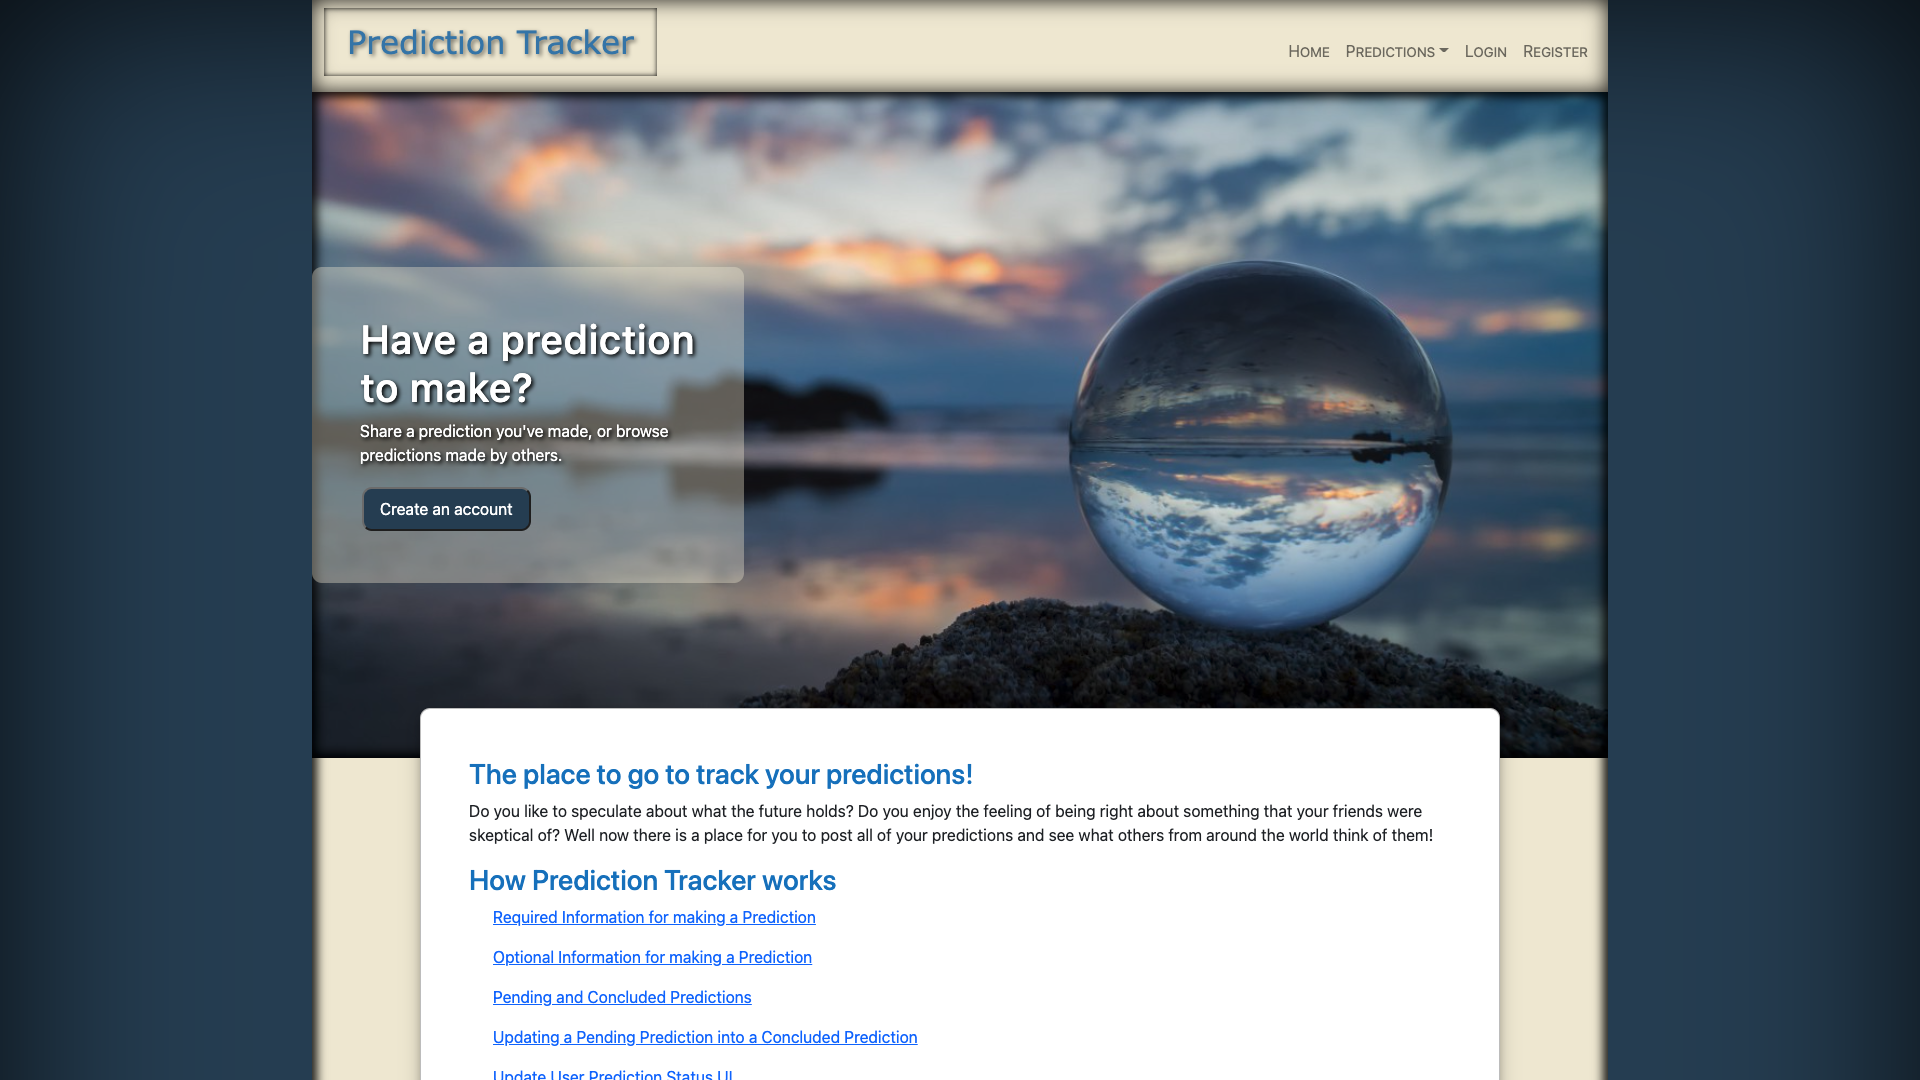 Prediction Tracker
Home Predictions Login Register
Have a prediction
to make?
Share a prediction you've made, or browse
predictions made by others.
Create an account
The place to go to track your predictions!
Do you like to speculate about what the future holds? Do you enjoy the feeling of being right about something that your friends were
skeptical of? Well now there is a place for you to post all of your predictions and see what others from around the world think of them!
How Prediction Tracker works
Required Information for making a Prediction
Optional Information for making a Prediction
Pending and Concluded Predictions
Updating a Pending Prediction into a Concluded Prediction
Update User Prediction Status UI